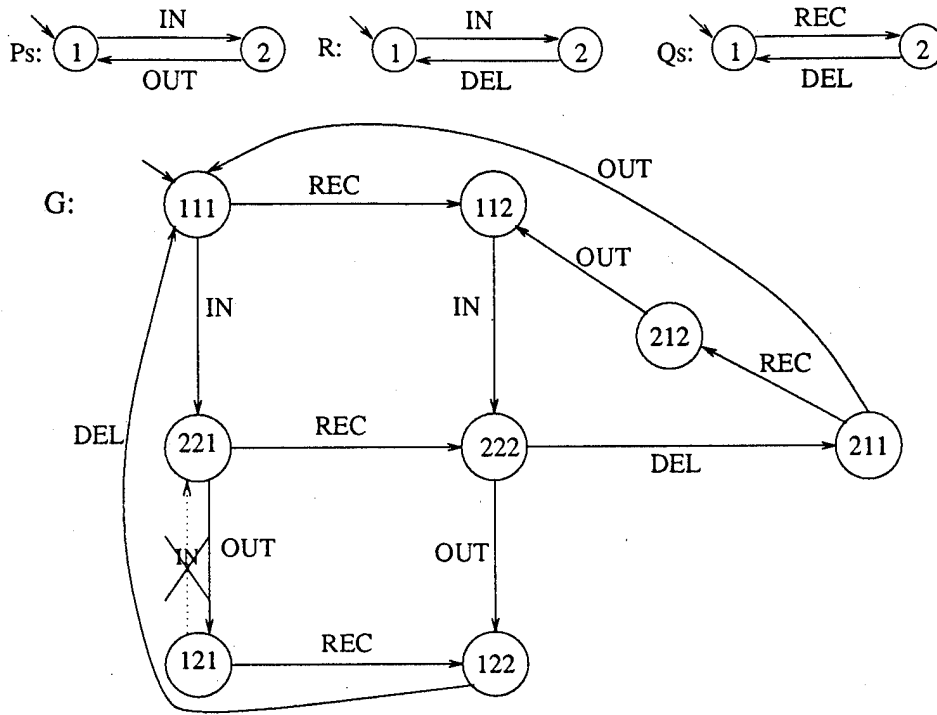 IN IN REC
Ps: 1 2 R: 1 2 Qs: 1 2
OUT DEL DEL
OUT
G: 111 REC 112
OUT
IN IN 212
REC
DEL 221 REC 222 DEL 211
IN OUT OUT
121 REC 122